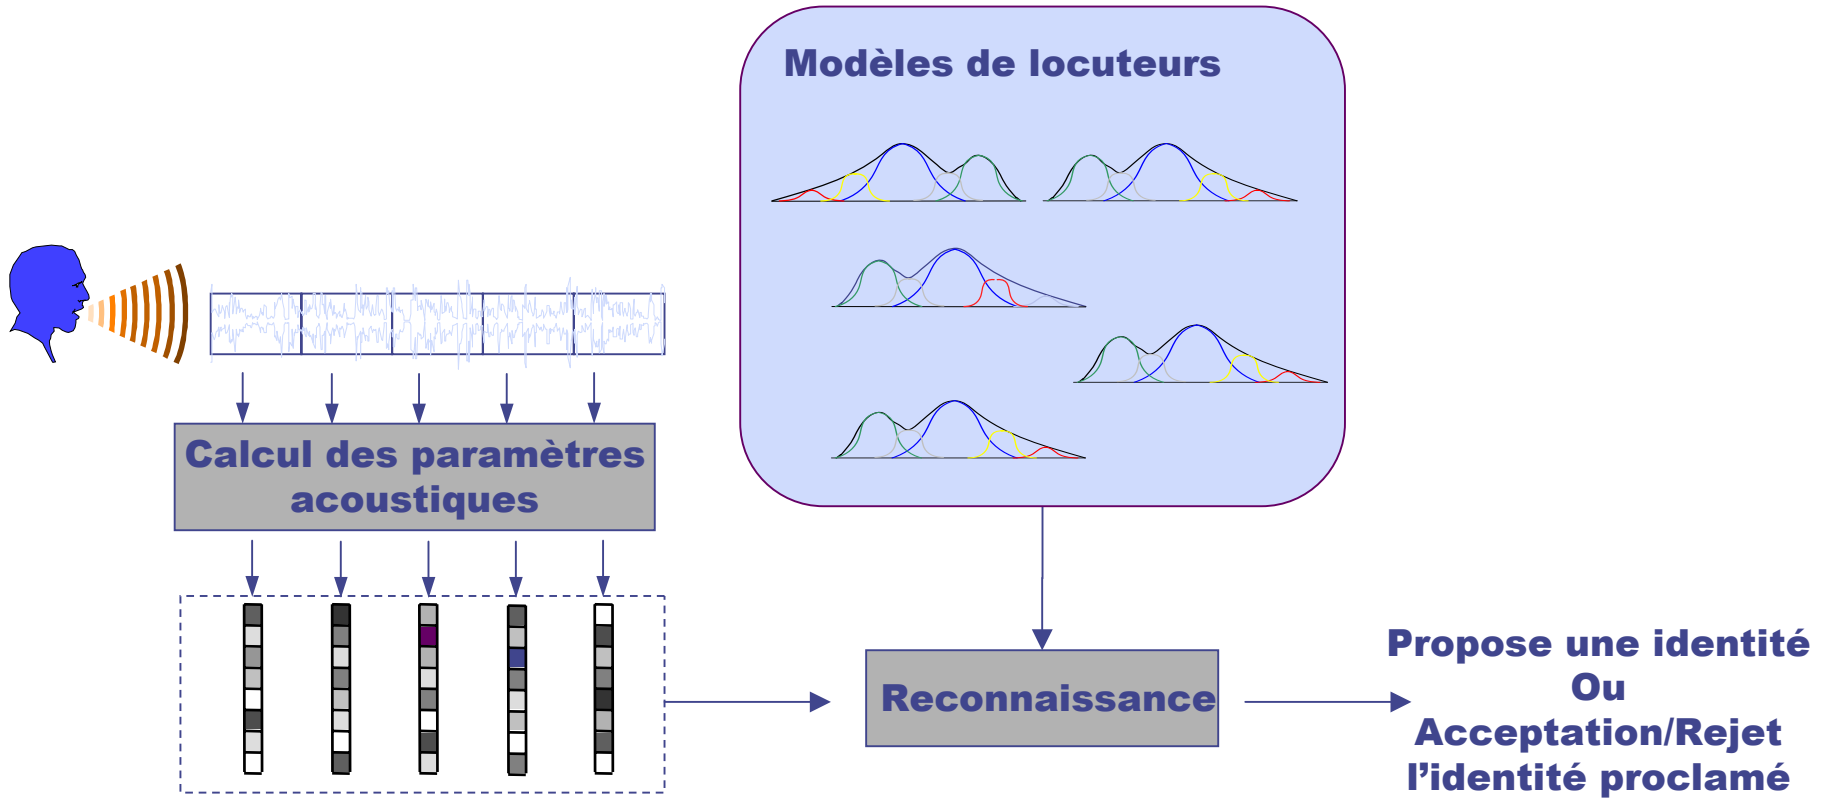 Modèles de locuteurs
Calcul des paramètres
acoustiques
Reconnaissance
Propose une identité
Ou
Acceptation/Rejet
l’identité proclamé